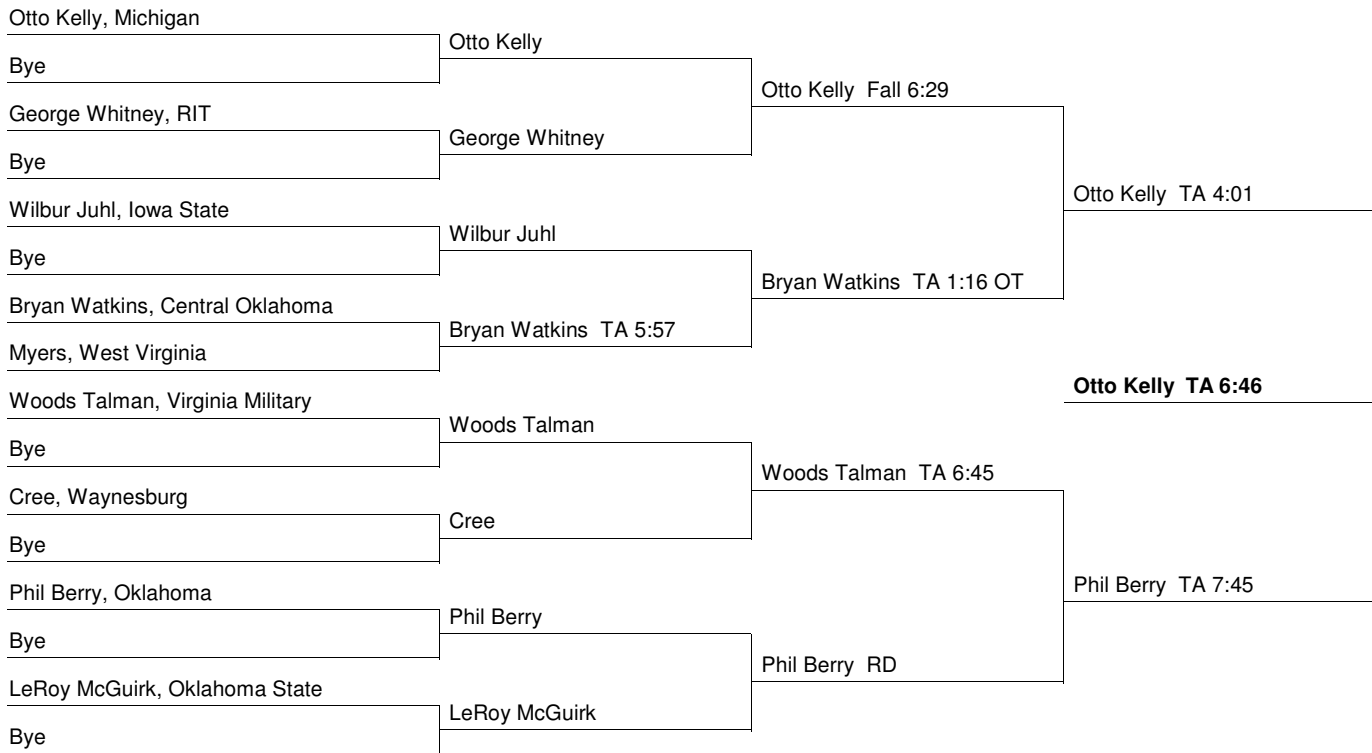 Otto Kelly, Michigan
Bye
George Whitney, RIT
Bye
Wilbur Juhl, Iowa State
Bye
Bryan Watkins, Central Oklahoma
Myers, West Virginia
Woods Talman, Virginia Military
Bye
Cree, Waynesburg
Bye
Phil Berry, Oklahoma
Bye
LeRoy McGuirk, Oklahoma State
Bye
Otto Kelly
George Whitney
Wilbur Juhl
Bryan Watkins TA 5:57
Woods Talman
Cree
Phil Berry
LeRoy McGuirk
Otto Kelly Fall 6:29
Bryan Watkins TA 1:16 OT
Woods Talman TA 6:45
Phil Berry RD
Otto Kelly TA 4:01
Phil Berry TA 7:45
Otto Kelly TA 6:46